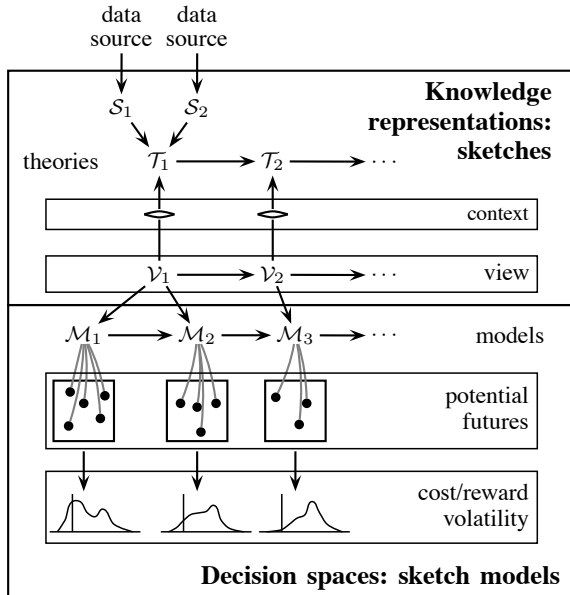 data data
source source
𝒮₁ 𝒮₂
Knowledge
representations:
sketches
theories 𝒯₁ 𝒯₂ ···
context
𝒱₁ 𝒱₂ ··· view
ℳ₁ ℳ₂ ℳ₃ ··· models
potential
futures
cost/reward
volatility
Decision spaces: sketch models